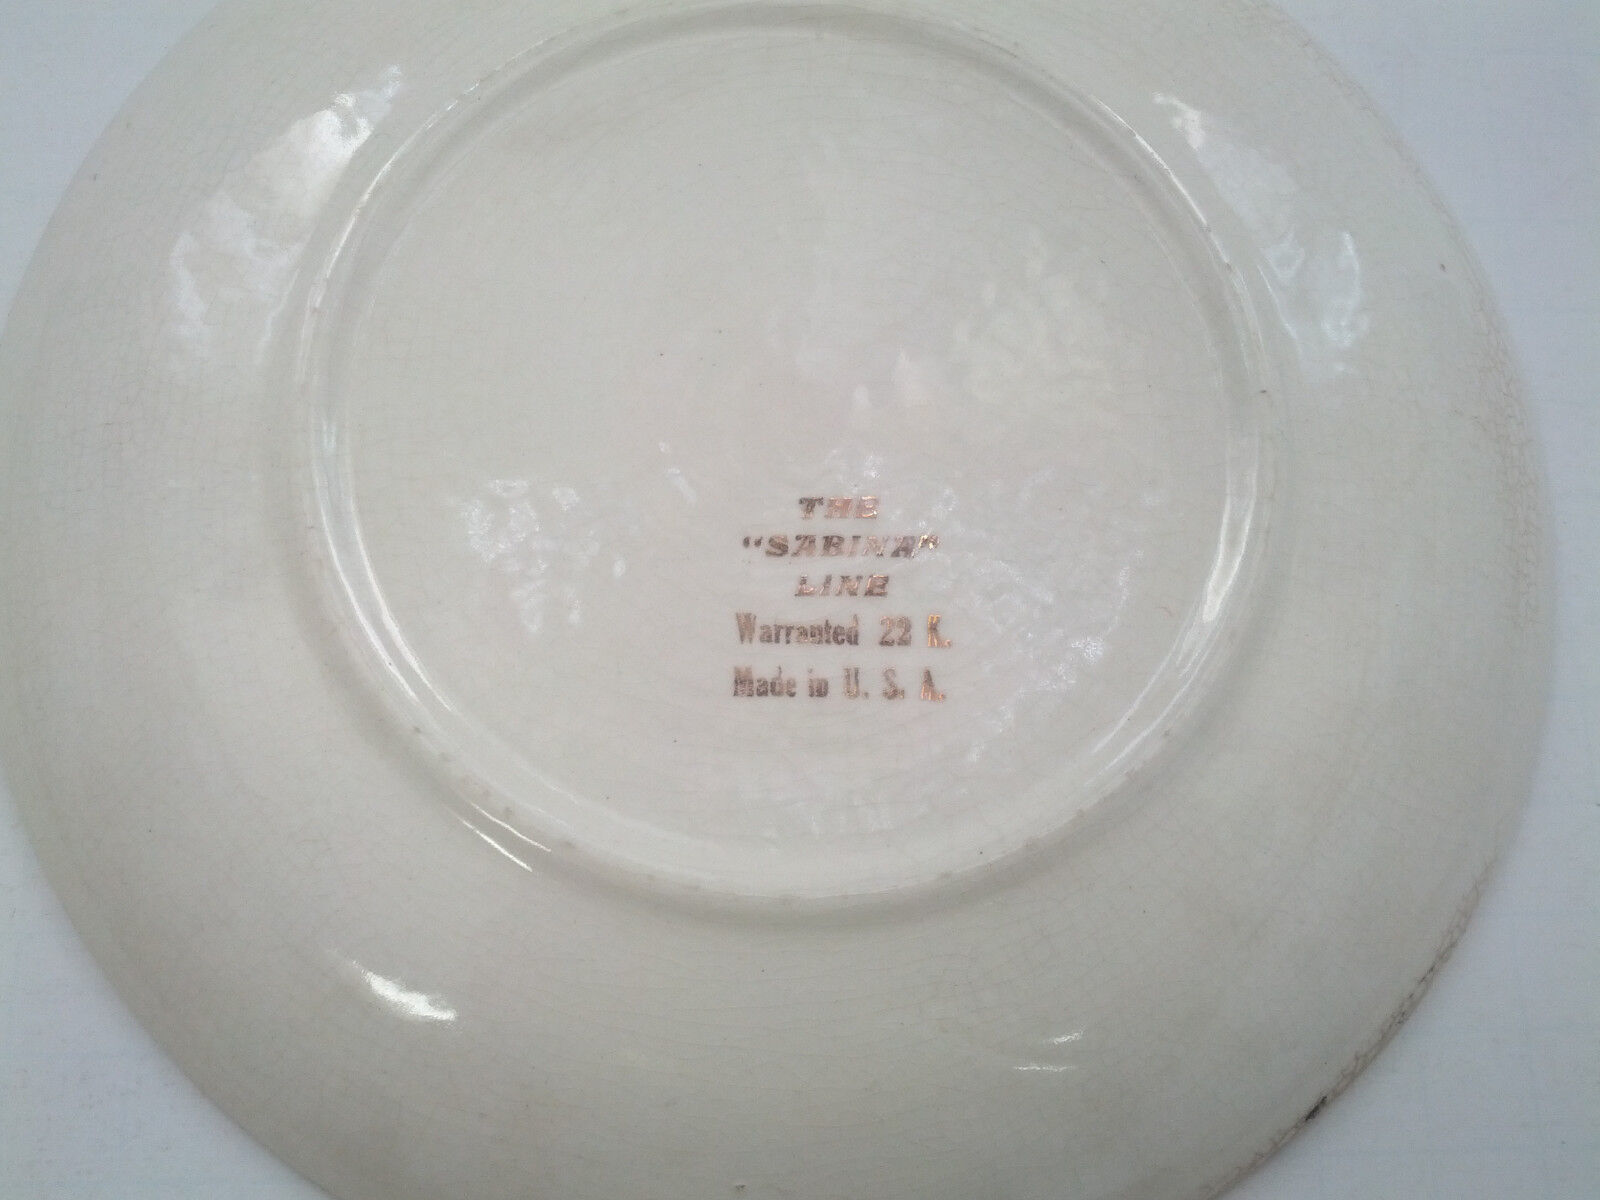 THE
"SABINA"
LINE
Warranted 22 K.
Made in U. S. A.